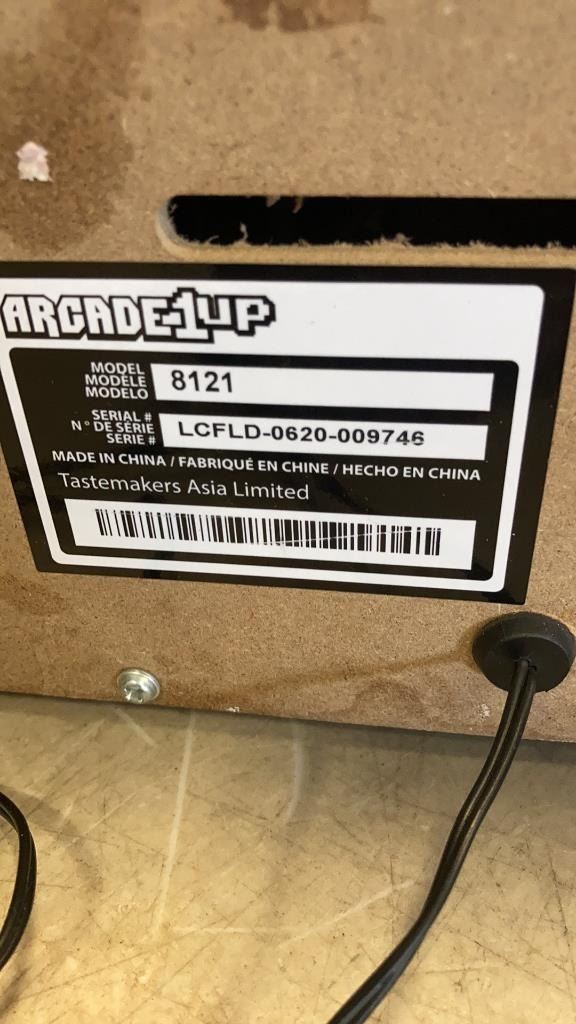 ARCADE1UP
MODEL
MODÈLE
MODELO
8121
SERIAL #
N° DE SÉRIE
SERIE #
LCFLD-0620-009746
MADE IN CHINA / FABRIQUÉ EN CHINE / HECHO EN CHINA
Tastemakers Asia Limited